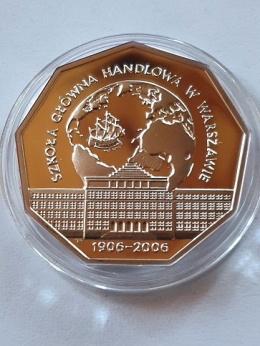 SZKOŁA GŁÓWNA HANDLOWA W WARSZAWIE
1906-2006